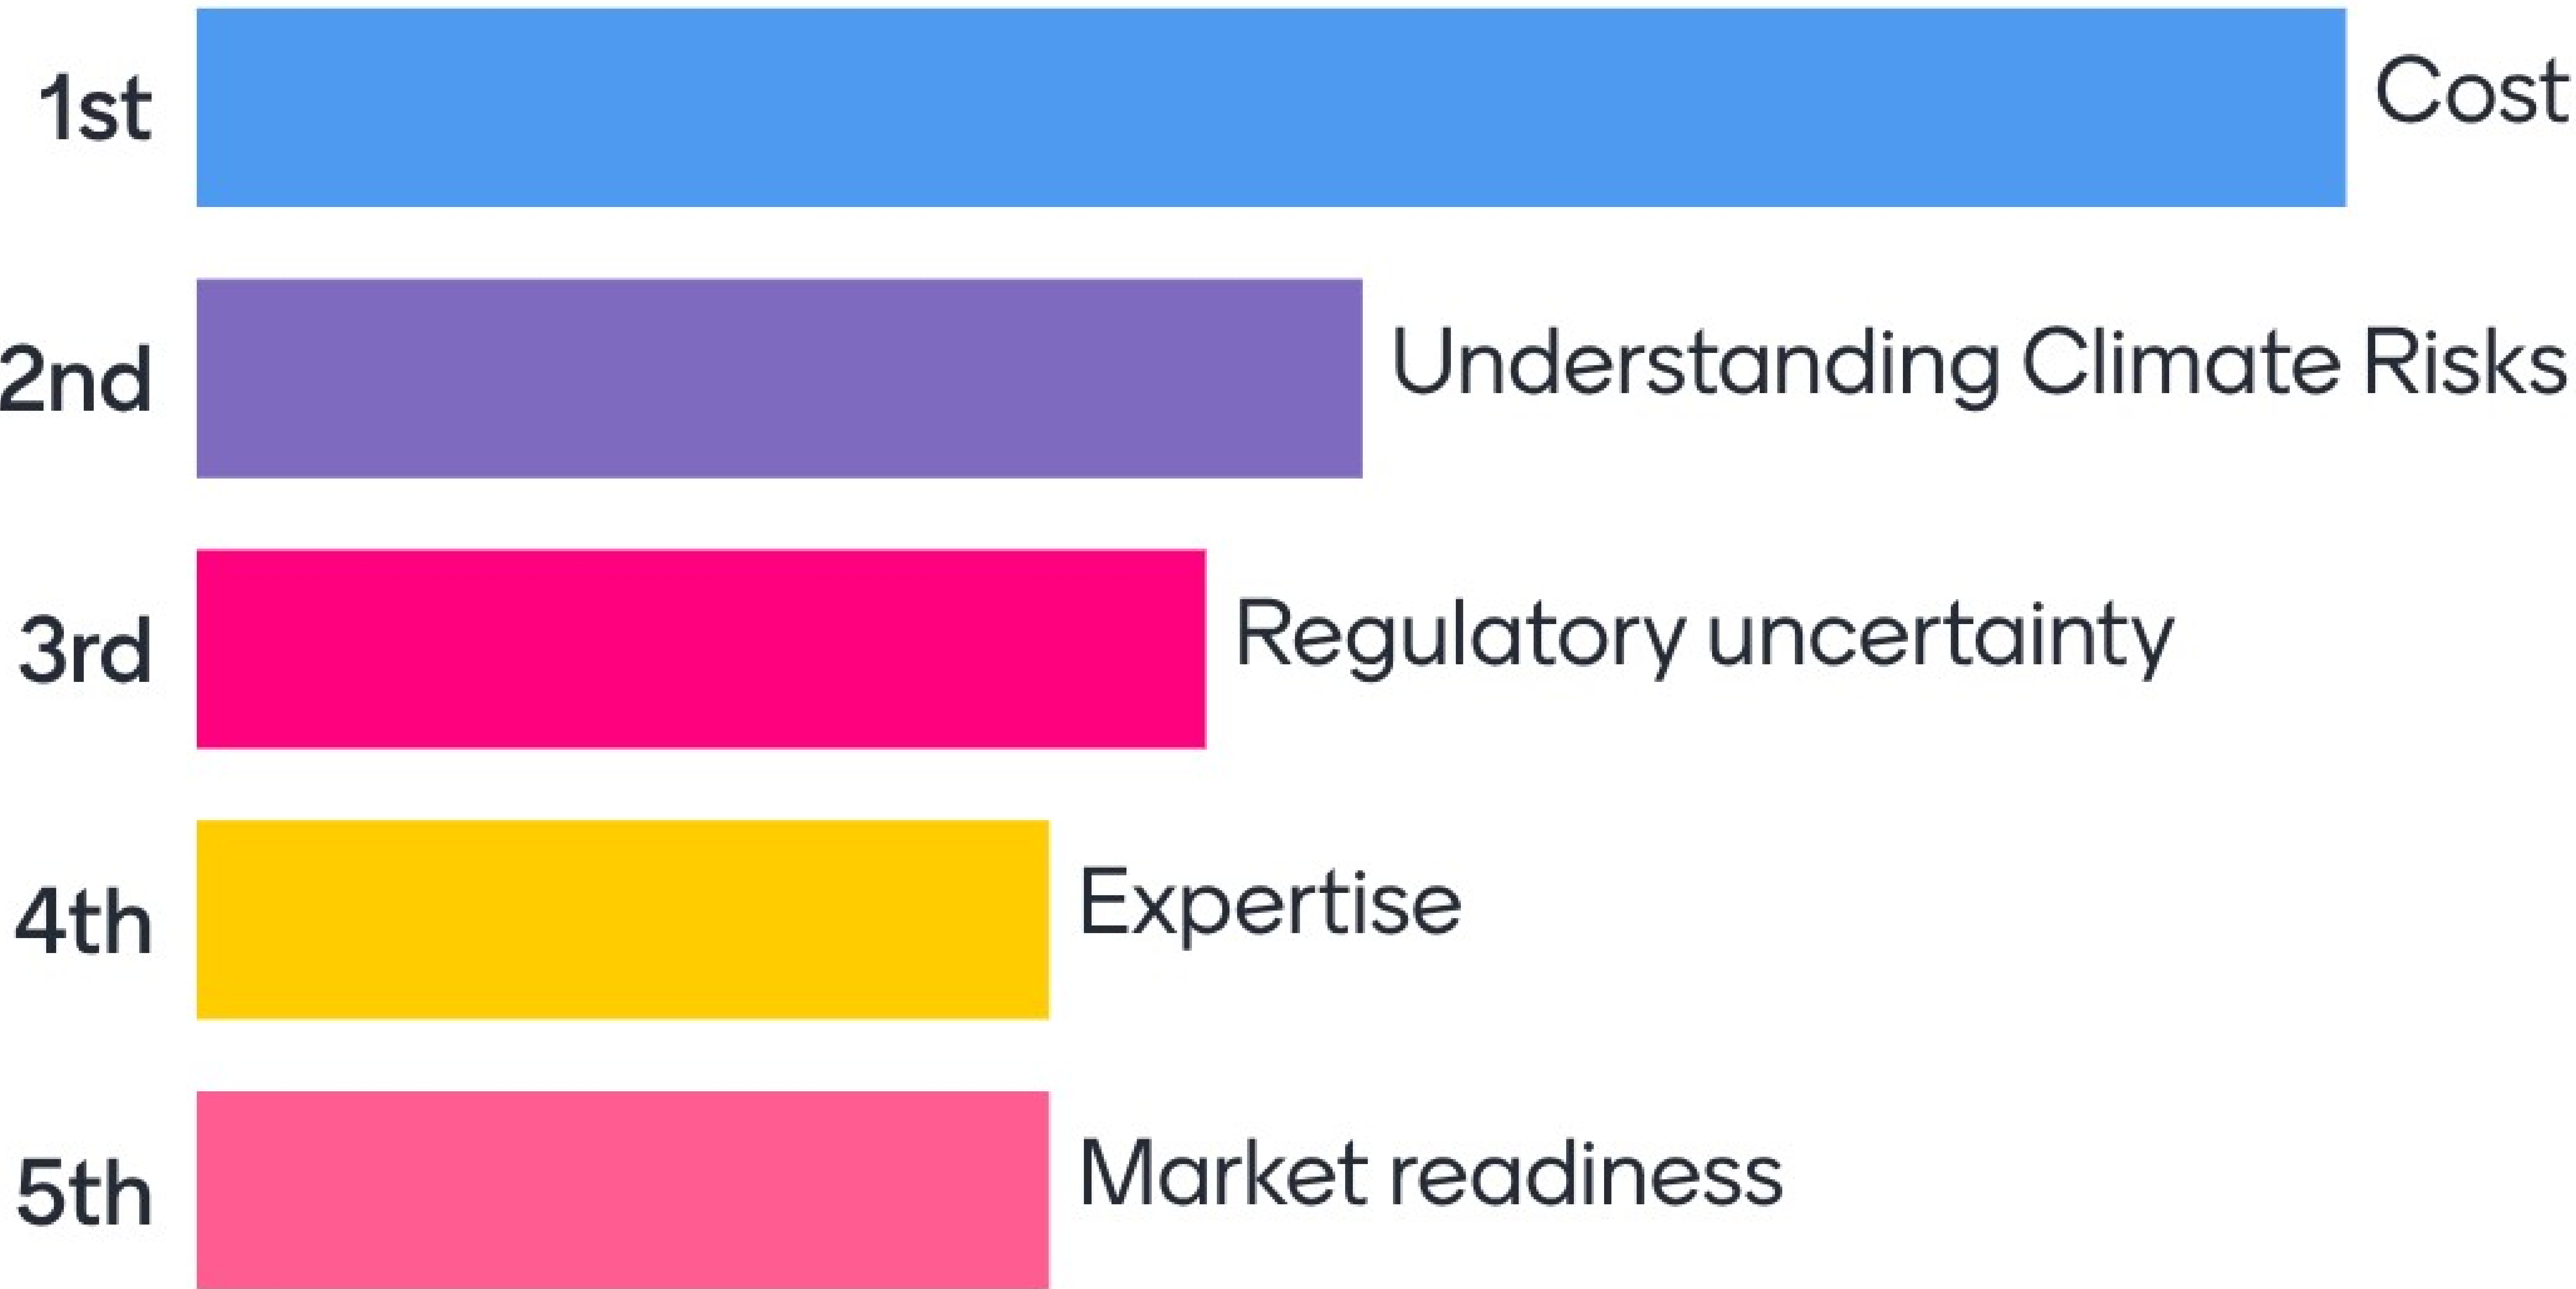 1st Cost
2nd Understanding Climate Risks
3rd Regulatory uncertainty
4th Expertise
5th Market readiness